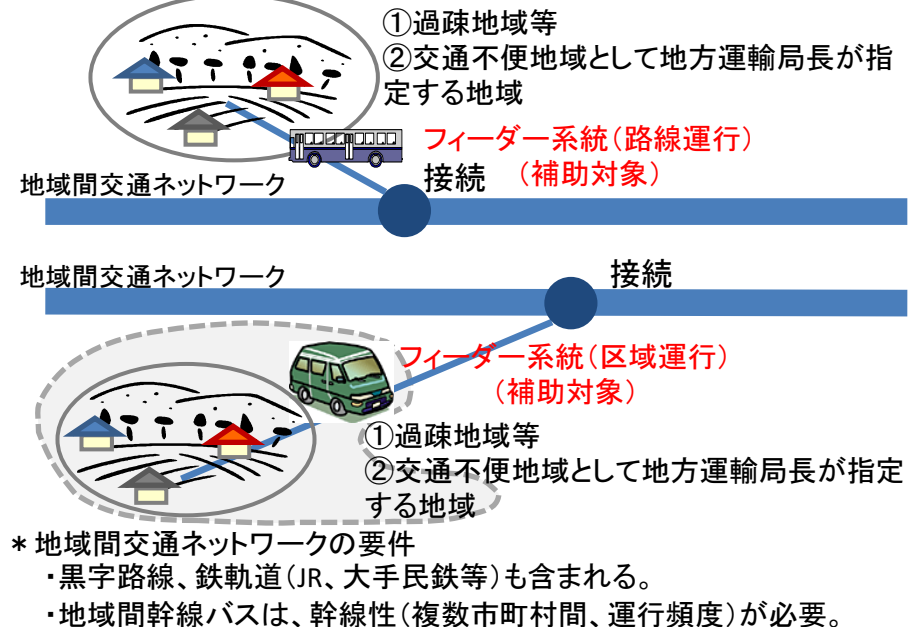 ①過疎地域等
②交通不便地域として地方運輸局長が指
定する地域
フィーダー系統(路線運行)
(補助対象)
接続
地域間交通ネットワーク
地域間交通ネットワーク
接続
フィーダー系統(区域運行)
(補助対象)
①過疎地域等
②交通不便地域として地方運輸局長が指定
する地域
*地域間交通ネットワークの要件
・黒字路線、鉄軌道(JR、大手民鉄等)も含まれる。
・地域間幹線バスは、幹線性(複数市町村間、運行頻度)が必要。